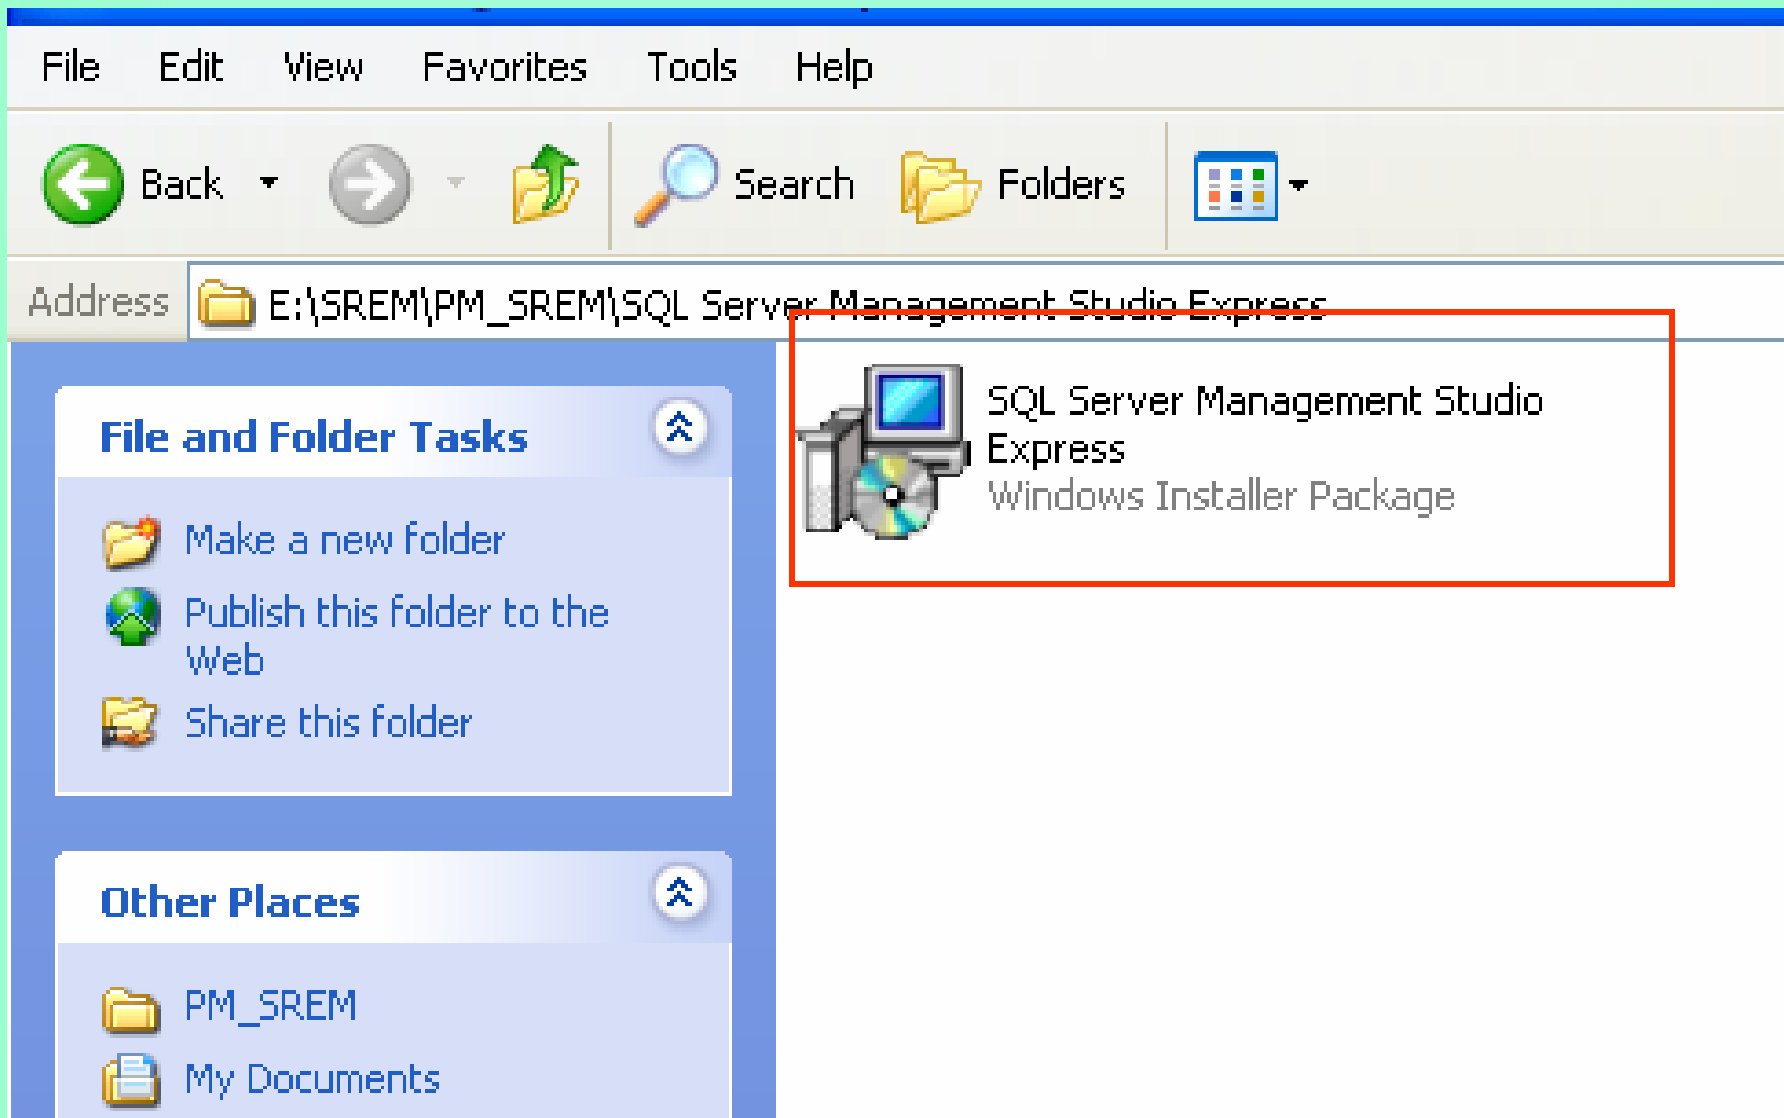 File Edit View Favorites Tools Help
Back Search Folders
Address E:\SREM\PM_SREM\SQL Server Management Studio Express
SQL Server Management Studio
Express
Windows Installer Package
File and Folder Tasks
Make a new folder
Publish this folder to the
Web
Share this folder
Other Places
PM_SREM
My Documents